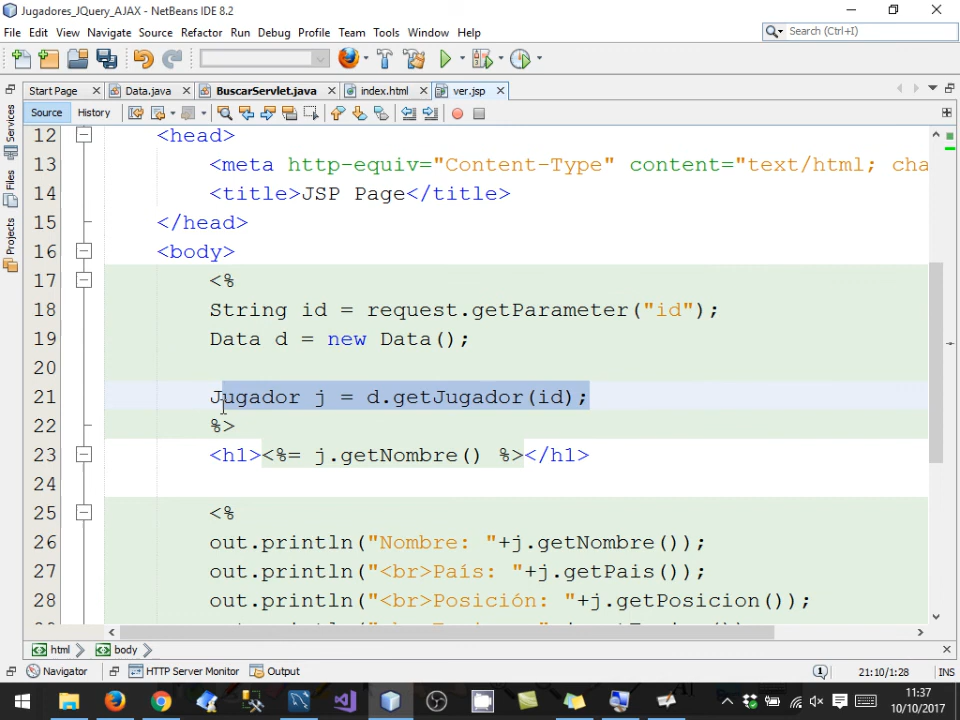 Jugadores_JQuery_AJAX - NetBeans IDE 8.2
File Edit View Navigate Source Refactor Run Debug Profile Team Tools Window Help
Search (Ctrl+I)
Start Page Data.java BuscarServlet.java index.html ver.jsp
Source History
Services
Files
Projects
12 <head>
13 <meta http-equiv="Content-Type" content="text/html; cha
14 <title>JSP Page</title>
15 </head>
16 <body>
17 <%
18 String id = request.getParameter("id");
19 Data d = new Data();
20
21 Jugador j = d.getJugador(id);
22 %>
23 <h1><%= j.getNombre() %></h1>
24
25 <%
26 out.println("Nombre: "+j.getNombre());
27 out.println("<br>País: "+j.getPais());
28 out.println("<br>Posición: "+j.getPosicion());
html body
Navigator HTTP Server Monitor Output 1 21:10/1:28 INS
11:37
10/10/2017